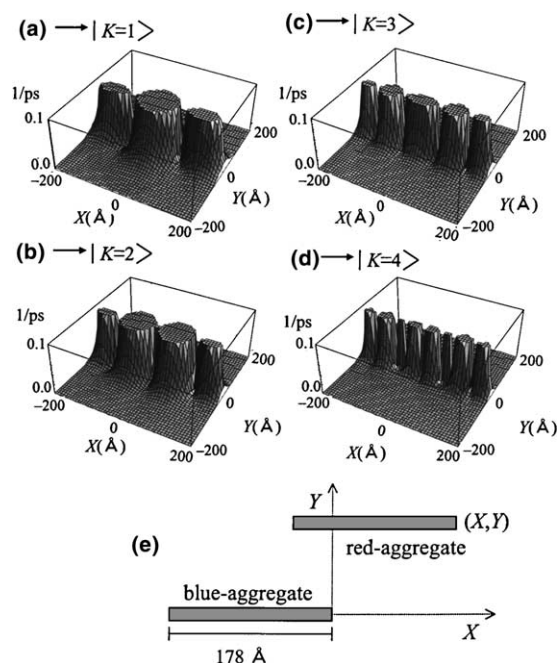 (a) → | K=1 >
1/ps
0.1
0.0
−200
0
200
X(Å)
−200
0
200
Y(Å)
(b) → | K=2 >
1/ps
0.1
0.0
−200
0
200
X(Å)
−200
0
200
Y(Å)
(c) → | K=3 >
1/ps
0.1
0.0
−200
0
200
X(Å)
−200
0
200
Y(Å)
(d) → | K=4 >
1/ps
0.1
0.0
−200
0
200
X(Å)
−200
0
200
Y(Å)
(e)
Y
(X,Y)
red-aggregate
blue-aggregate
X
178 Å